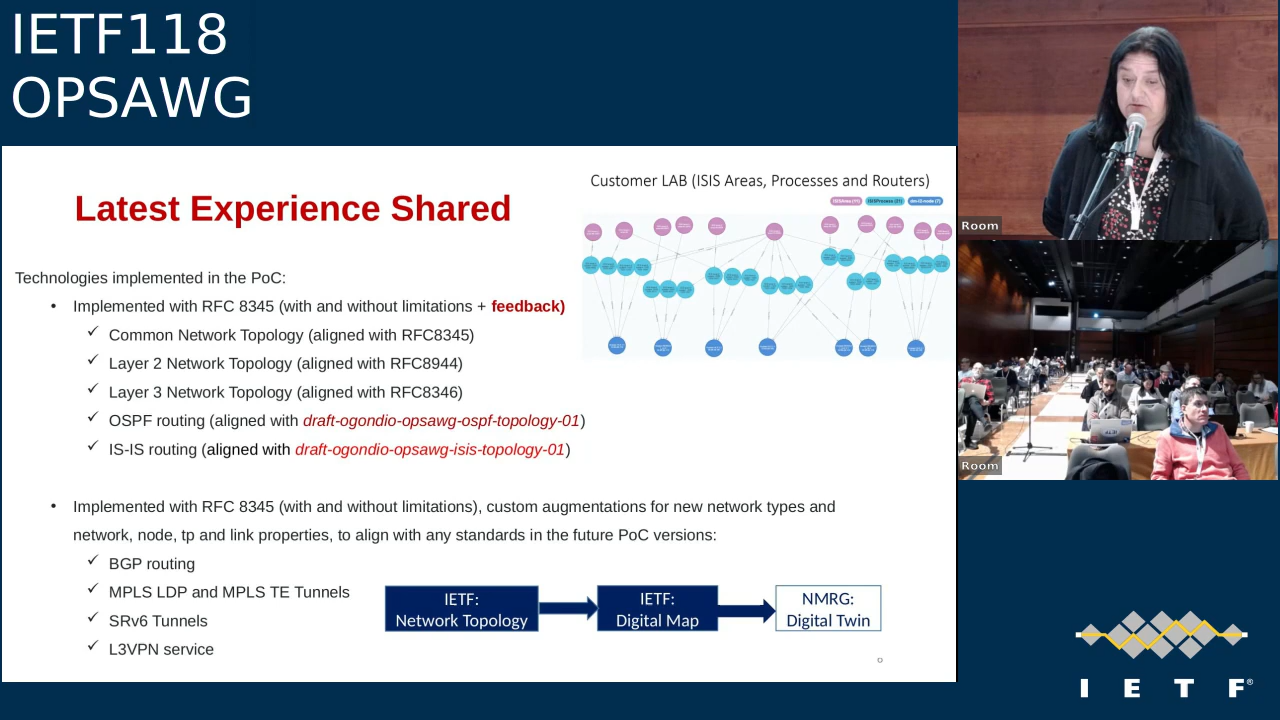 IETF118
OPSAWG
Latest Experience Shared
Customer LAB (ISIS Areas, Processes and Routers)
Technologies implemented in the PoC:
• Implemented with RFC 8345 (with and without limitations + feedback)
✓ Common Network Topology (aligned with RFC8345)
✓ Layer 2 Network Topology (aligned with RFC8944)
✓ Layer 3 Network Topology (aligned with RFC8346)
✓ OSPF routing (aligned with draft-ogondio-opsawg-ospf-topology-01)
✓ IS-IS routing (aligned with draft-ogondio-opsawg-isis-topology-01)
• Implemented with RFC 8345 (with and without limitations), custom augmentations for new network types and
network, node, tp and link properties, to align with any standards in the future PoC versions:
✓ BGP routing
✓ MPLS LDP and MPLS TE Tunnels
✓ SRv6 Tunnels
✓ L3VPN service
IETF:
Network Topology
IETF:
Digital Map
NMRG:
Digital Twin
Room
Room
IETF
I E T F®